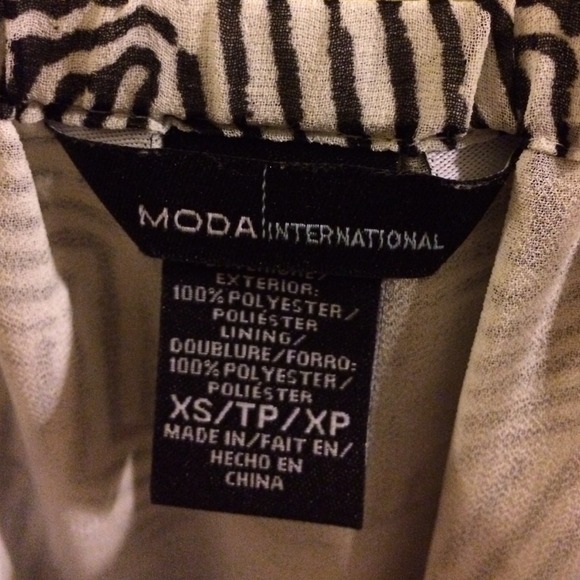 MODA INTERNATIONAL
EXTERIOR:
100% POLYESTER/
POLIÉSTER
LINING/
DOUBLURE/FORRO:
100% POLYESTER/
POLIÉSTER
XS/TP/XP
MADE IN/FAIT EN/
HECHO EN
CHINA